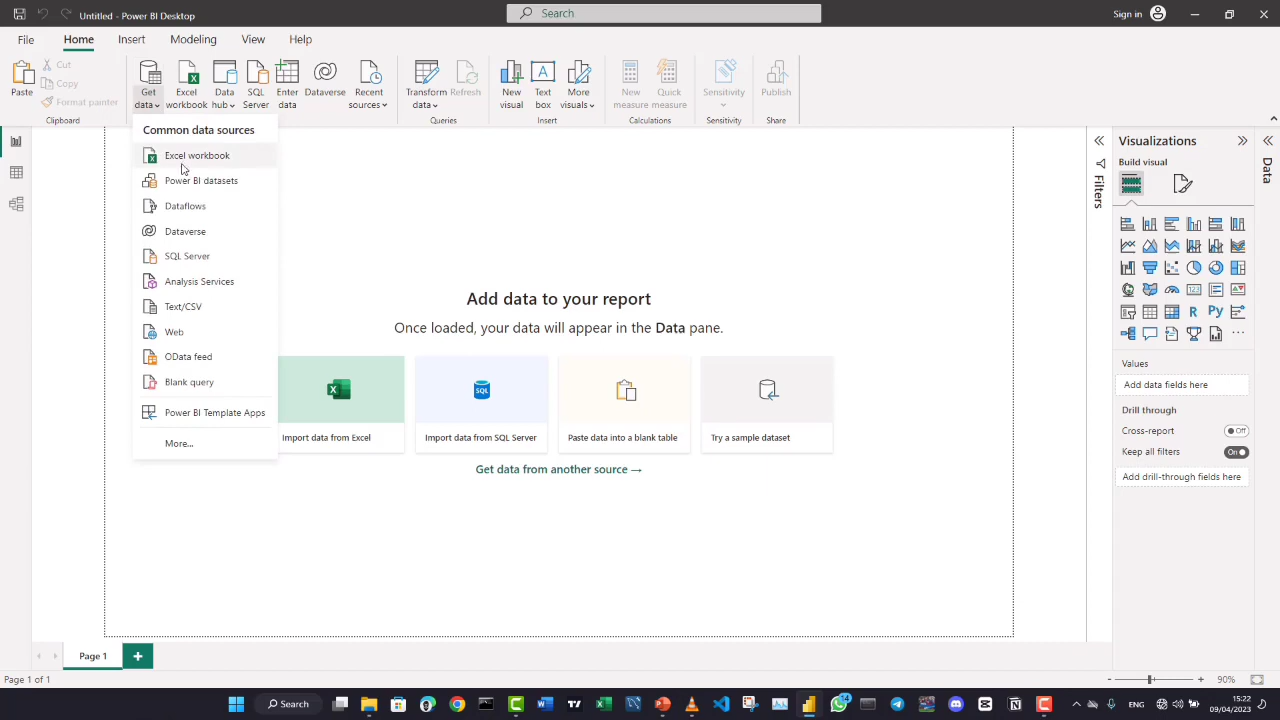 Untitled - Power BI Desktop
Search
Sign in
File
Home
Insert
Modeling
View
Help
Paste
Cut
Copy
Format painter
Clipboard
Get data
Excel workbook
Data hub
SQL Server
Enter data
Dataverse
Recent sources
Transform data
Refresh
Queries
New visual
Text box
More visuals
Insert
New measure
Quick measure
Calculations
Sensitivity
Sensitivity
Publish
Share
Common data sources
Excel workbook
Power BI datasets
Dataflows
Dataverse
SQL Server
Analysis Services
Text/CSV
Web
OData feed
Blank query
Power BI Template Apps
More...
Add data to your report
Once loaded, your data will appear in the Data pane.
SQL
Import data from Excel
Import data from SQL Server
Paste data into a blank table
Try a sample dataset
Get data from another source →
Filters
Visualizations
Build visual
123
R
Py
...
Values
Add data fields here
Drill through
Cross-report
Off
Keep all filters
On
Add drill-through fields here
Data
Page 1
Page 1 of 1
90%
Search
14
ENG
15:22
09/04/2023